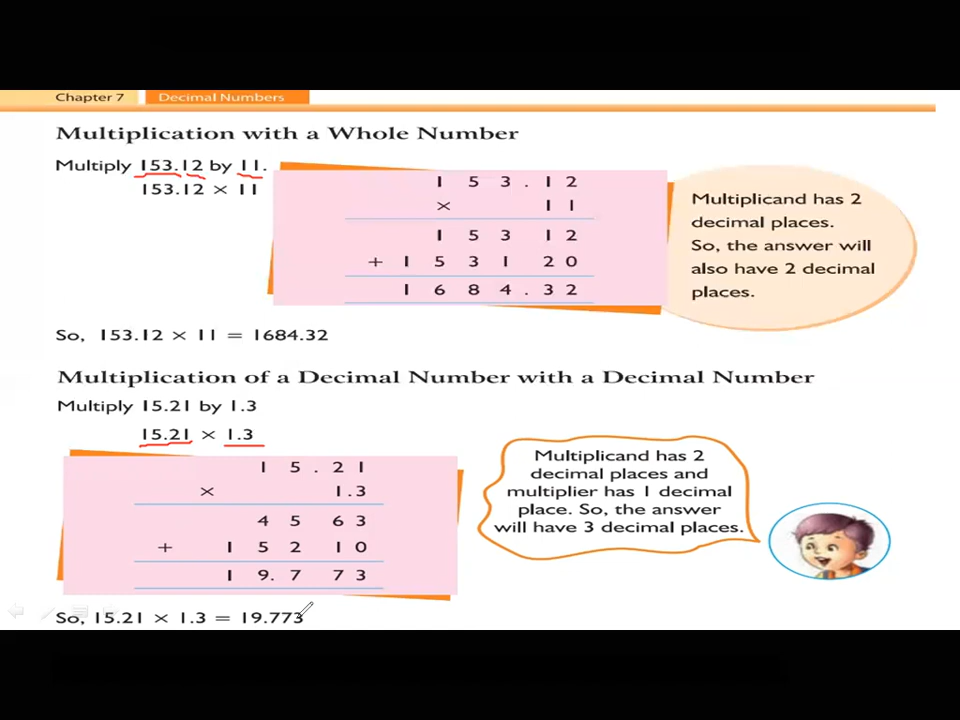 Chapter 7 Decimal Numbers
Multiplication with a Whole Number
Multiply 153.12 by 11.
153.12 × 11
1 5 3 . 1 2
× 1 1
1 5 3 1 2
+ 1 5 3 1 2 0
1 6 8 4 . 3 2
Multiplicand has 2
decimal places.
So, the answer will
also have 2 decimal
places.
So, 153.12 × 11 = 1684.32
Multiplication of a Decimal Number with a Decimal Number
Multiply 15.21 by 1.3
15.21 × 1.3
1 5 . 2 1
× 1.3
4 5 6 3
+ 1 5 2 1 0
1 9. 7 7 3
Multiplicand has 2
decimal places and
multiplier has 1 decimal
place. So, the answer
will have 3 decimal places.
So, 15.21 × 1.3 = 19.773